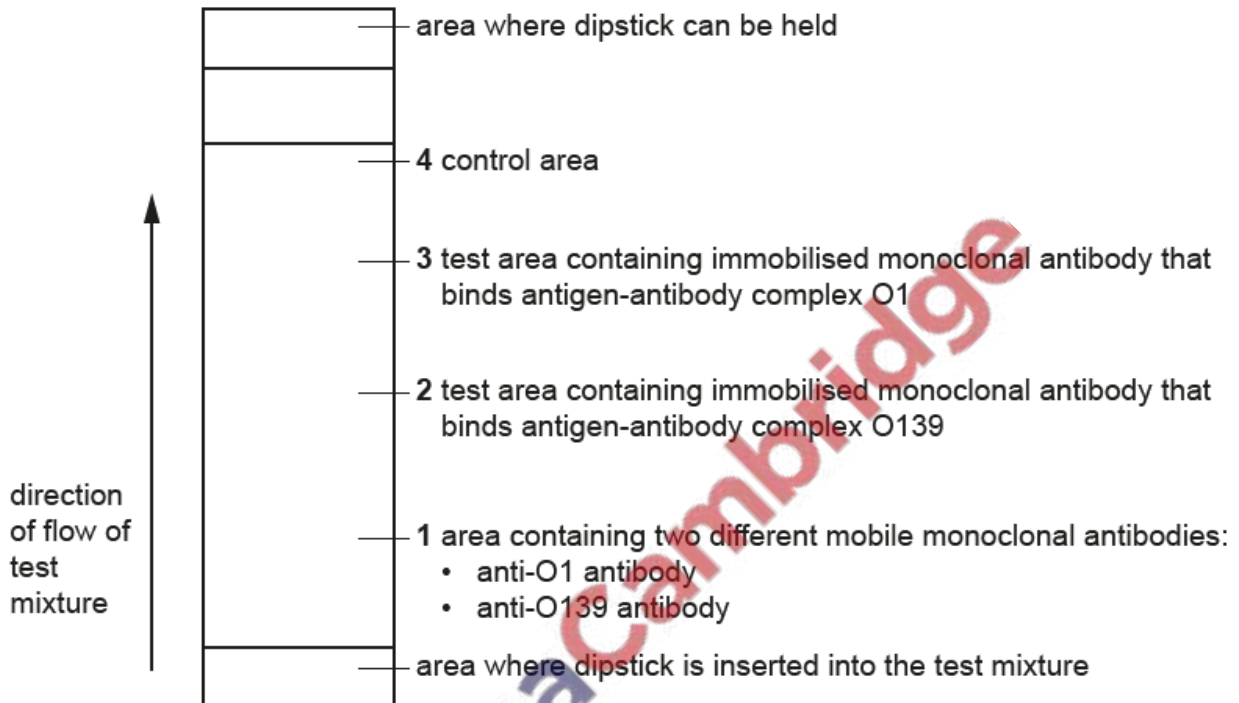 area where dipstick can be held
4 control area
3 test area containing immobilised monoclonal antibody that
binds antigen-antibody complex O1
2 test area containing immobilised monoclonal antibody that
binds antigen-antibody complex O139
direction
of flow of
test
mixture
1 area containing two different mobile monoclonal antibodies:
• anti-O1 antibody
• anti-O139 antibody
area where dipstick is inserted into the test mixture
aCambridge